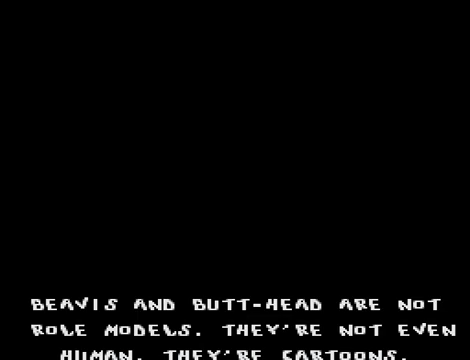 BEAVIS AND BUTT-HEAD ARE NOT
ROLE MODELS. THEY'RE NOT EVEN
HUMAN. THEY'RE CARTOONS.